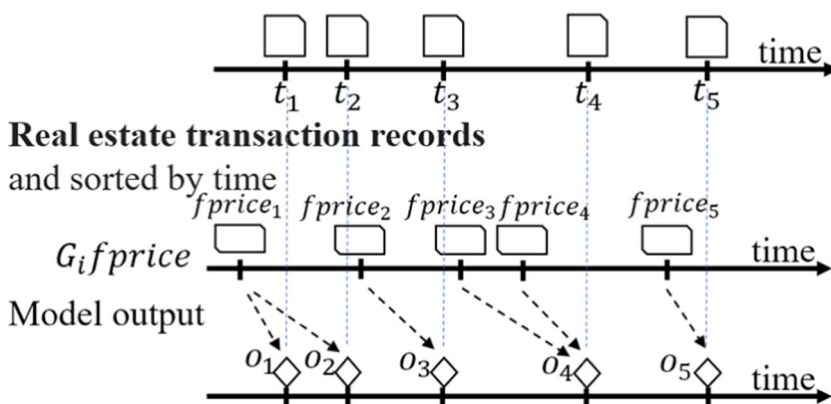 time
t₁ t₂ t₃ t₄ t₅
Real estate transaction records
and sorted by time
fprice₁ fprice₂ fprice₃ fprice₄ fprice₅
Gᵢfprice time
Model output
o₁ o₂ o₃ o₄ o₅ time